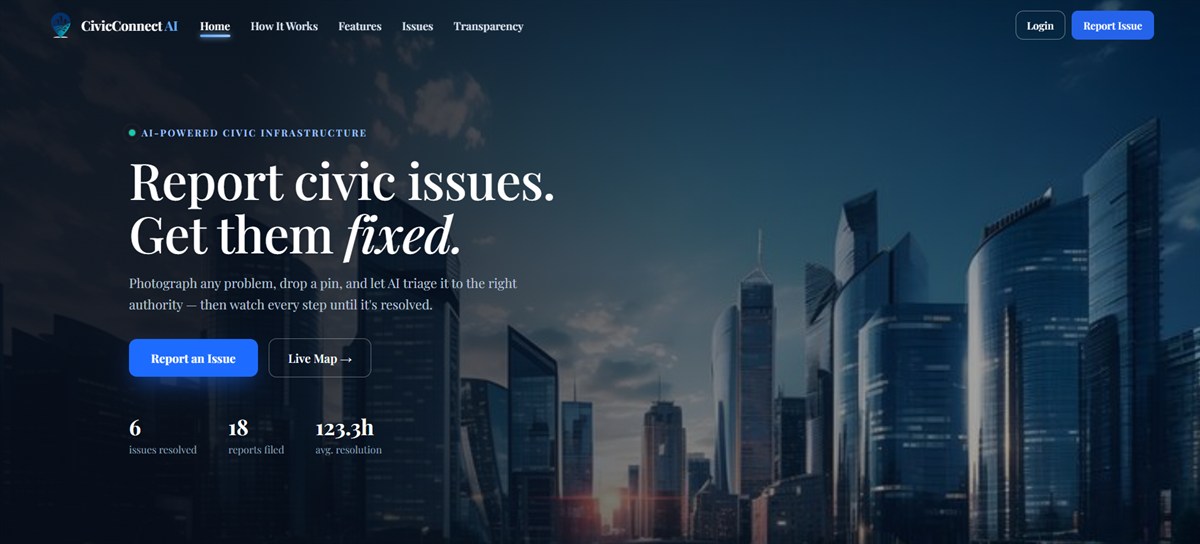 CivicConnect AI Home How It Works Features Issues Transparency Login Report Issue
AI-POWERED CIVIC INFRASTRUCTURE
Report civic issues.
Get them fixed.
Photograph any problem, drop a pin, and let AI triage it to the right
authority — then watch every step until it's resolved.
Report an Issue Live Map →
6 18 123.3h
issues resolved reports filed avg. resolution